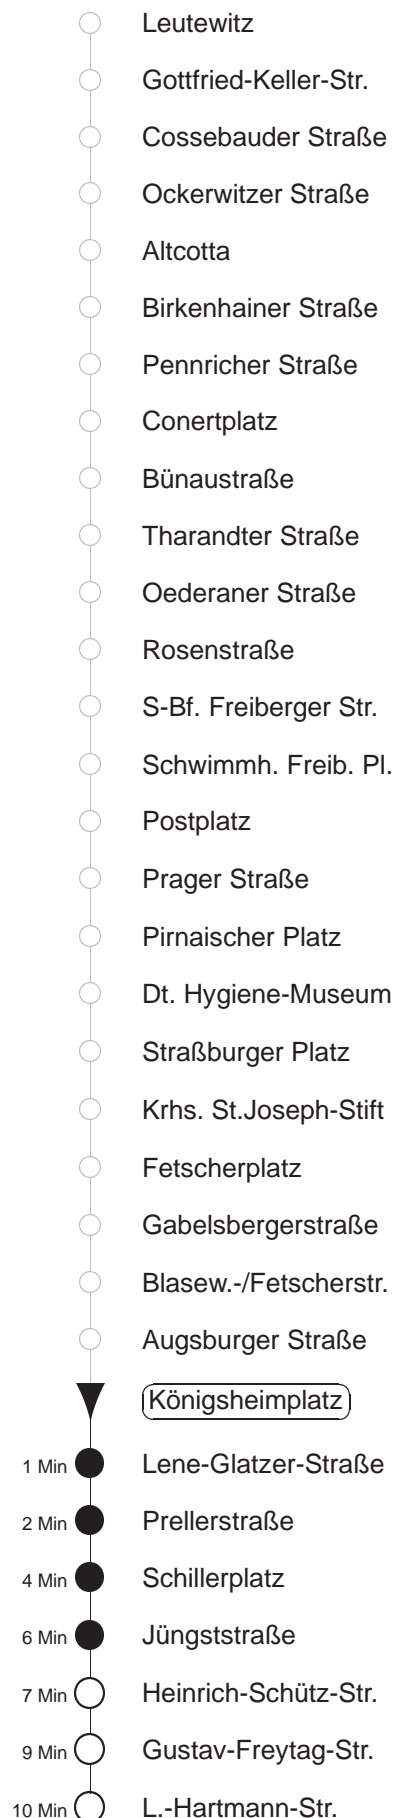 Leutewitz
Gottfried-Keller-Str.
Cossebauder Straße
Ockerwitzer Straße
Altcotta
Birkenhainer Straße
Pennricher Straße
Conertplatz
Bünaustraße
Tharandter Straße
Oederaner Straße
Rosenstraße
S-Bf. Freiberger Str.
Schwimmh. Freib. Pl.
Postplatz
Prager Straße
Pirnaischer Platz
Dt. Hygiene-Museum
Straßburger Platz
Krhs. St.Joseph-Stift
Fetscherplatz
Gabelsbergerstraße
Blasew.-/Fetscherstr.
Augsburger Straße
Königsheimplatz
1 Min Lene-Glatzer-Straße
2 Min Prellerstraße
4 Min Schillerplatz
6 Min Jüngststraße
7 Min Heinrich-Schütz-Str.
9 Min Gustav-Freytag-Str.
10 Min L.-Hartmann-Str.